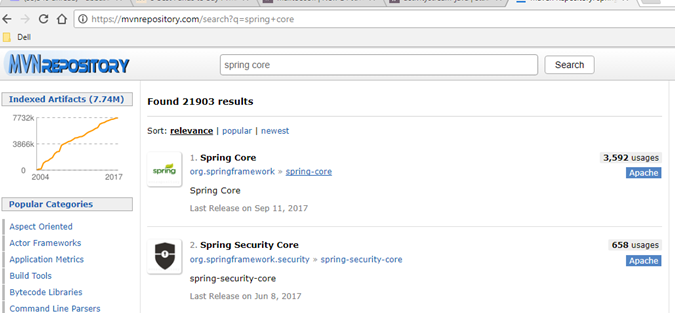 https://mvnrepository.com/search?q=spring+core
Dell
MVNREPOSITORY
spring core
Search
Indexed Artifacts (7.74M)
7732k
3866k
0
2004
2017
Popular Categories
Aspect Oriented
Actor Frameworks
Application Metrics
Build Tools
Bytecode Libraries
Command Line Parsers
Found 21903 results
Sort: relevance | popular | newest
1. Spring Core
3,592 usages
org.springframework » spring-core
Apache
spring
Spring Core
Last Release on Sep 11, 2017
2. Spring Security Core
658 usages
org.springframework.security » spring-security-core
Apache
spring-security-core
Last Release on Jun 8, 2017